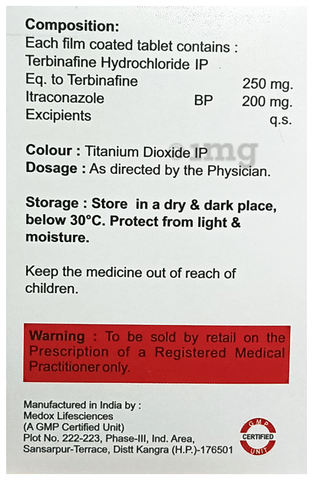 Composition:
Each film coated tablet contains :
Terbinafine Hydrochloride IP
Eq. to Terbinafine 250 mg.
Itraconazole BP 200 mg.
Excipients q.s.
Colour : Titanium Dioxide IP
Dosage : As directed by the Physician.
Storage : Store in a dry & dark place,
below 30°C. Protect from light &
moisture.
Keep the medicine out of reach of
children.
Warning : To be sold by retail on the
Prescription of a Registered Medical
Practitioner only.
Manufactured in India by :
Medox Lifesciences
(A GMP Certified Unit)
Plot No. 222-223, Phase-III, Ind. Area,
Sansarpur-Terrace, Distt Kangra (H.P.)-176501
GMP
CERTIFIED
UNIT